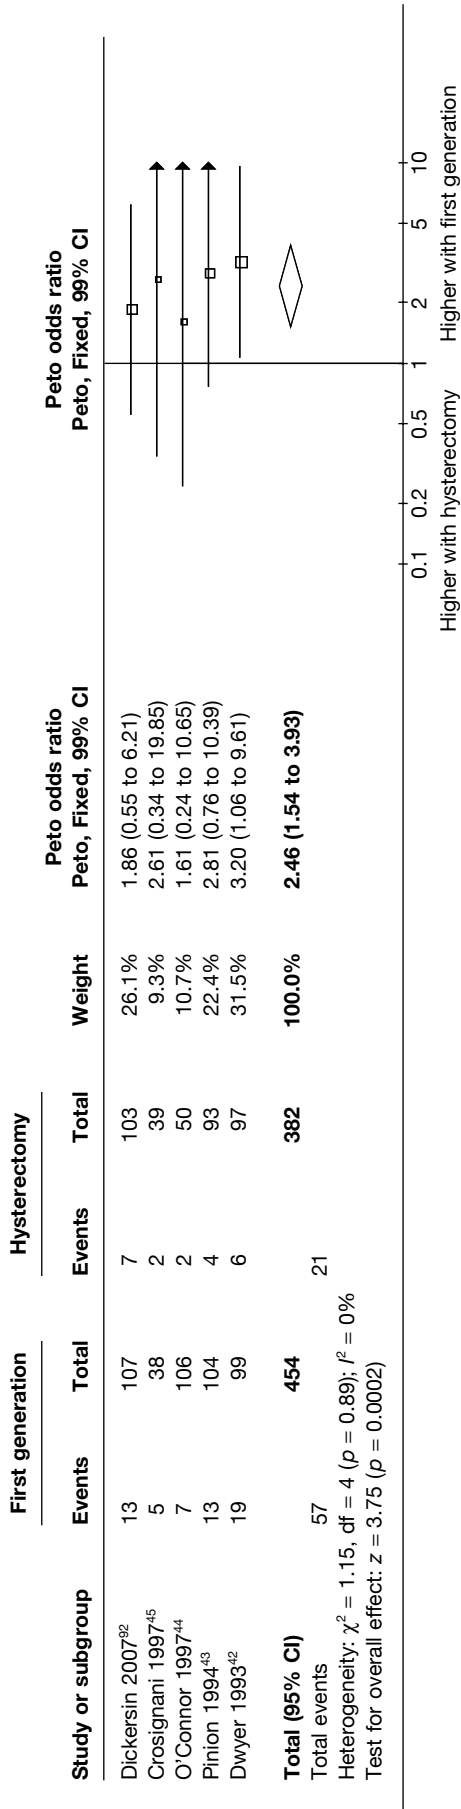 First generation Hysterectomy Peto odds ratio Peto odds ratio
Study or subgroup Events Total Events Total Weight Peto, Fixed, 99% CI Peto, Fixed, 99% CI
Dickersin 2007⁹² 13 107 7 103 26.1% 1.86 (0.55 to 6.21)
Crosignani 1997⁴⁵ 5 38 2 39 9.3% 2.61 (0.34 to 19.85)
O'Connor 1997⁴⁴ 7 106 2 50 10.7% 1.61 (0.24 to 10.65)
Pinion 1994⁴³ 13 104 4 93 22.4% 2.81 (0.76 to 10.39)
Dwyer 1993⁴² 19 99 6 97 31.5% 3.20 (1.06 to 9.61)
Total (95% CI) 454 382 100.0% 2.46 (1.54 to 3.93)
Total events 57 21
Heterogeneity: χ² = 1.15, df = 4 (p = 0.89); I² = 0%
Test for overall effect: z = 3.75 (p = 0.0002)
0.1 0.2 0.5 1 2 5 10
Higher with hysterectomy Higher with first generation